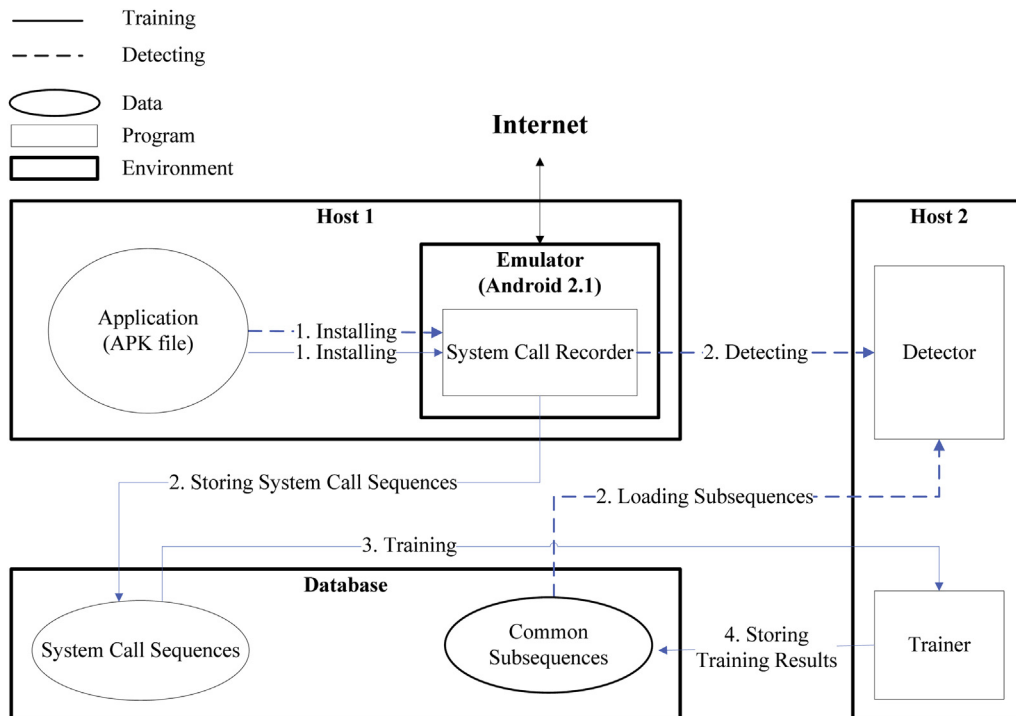 Training
Detecting
Data
Program
Environment
Internet
Host 1
Host 2
Emulator
(Android 2.1)
Application
(APK file)
1. Installing
1. Installing
System Call Recorder
2. Detecting
Detector
2. Storing System Call Sequences
2. Loading Subsequences
3. Training
Database
System Call Sequences
Common
Subsequences
4. Storing
Training Results
Trainer